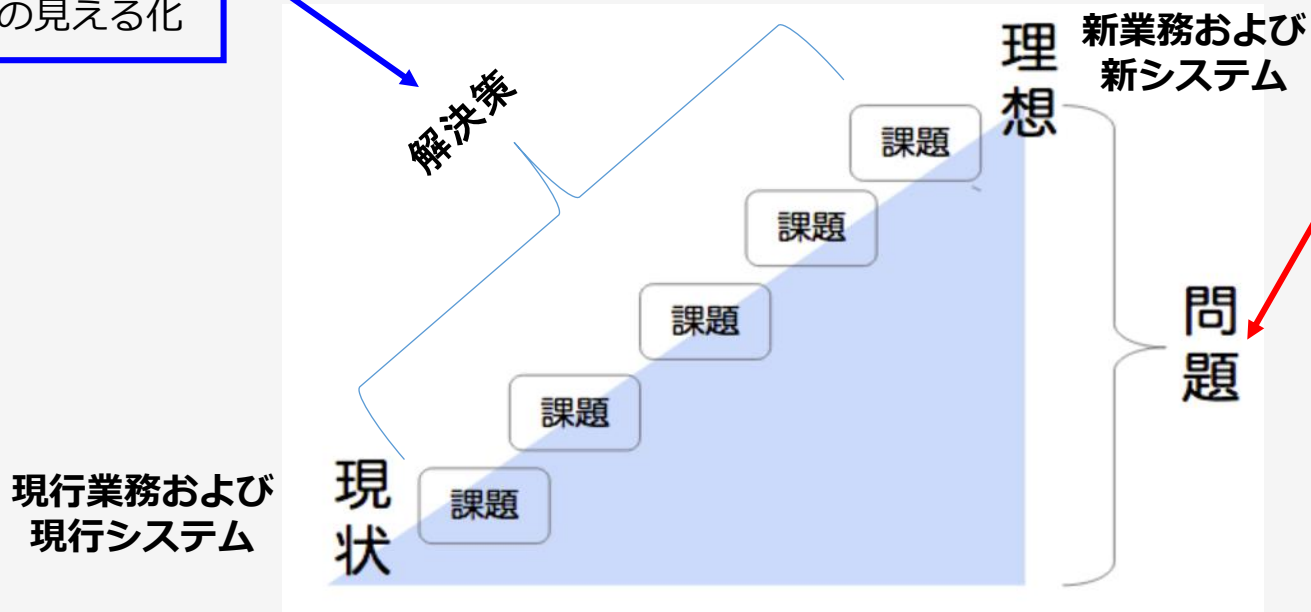 の見える化
新業務および
新システム
理想
解決策
課題
課題
課題
課題
課題
問題
現状
現行業務および
現行システム